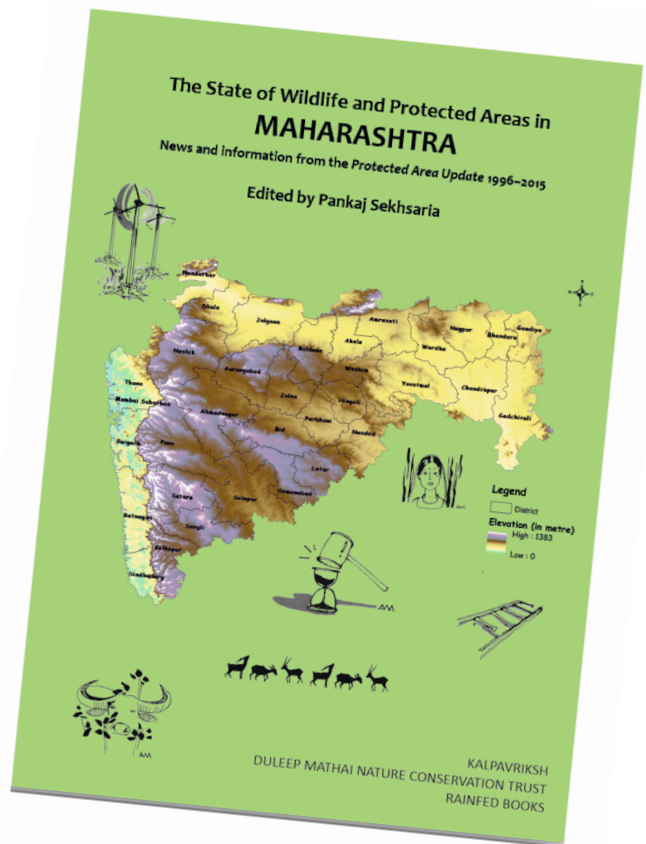 The State of Wildlife and Protected Areas in
MAHARASHTRA
News and information from the Protected Area Update 1996–2015
Edited by Pankaj Sekhsaria
Nandurbar
Dhule
Jalgaon
Amravati
Nagpur
Bhandara
Gondiya
Nashik
Buldana
Akola
Wardha
Aurangabad
Washim
Yavatmal
Chandrapur
Thane
Jalna
Hingoli
Mumbai Suburban
Ahmadnagar
Parbhani
Gadchiroli
Bid
Nanded
Raigarh
Pune
Latur
Satara
Solapur
Osmanabad
Ratnagiri
Sangli
Kolhapur
Sindhudurg
Legend
District
Elevation (in metre)
High : 1383
Low : 0
AM
AM
AM
KALPAVRIKSH
DULEEP MATHAI NATURE CONSERVATION TRUST
RAINFED BOOKS